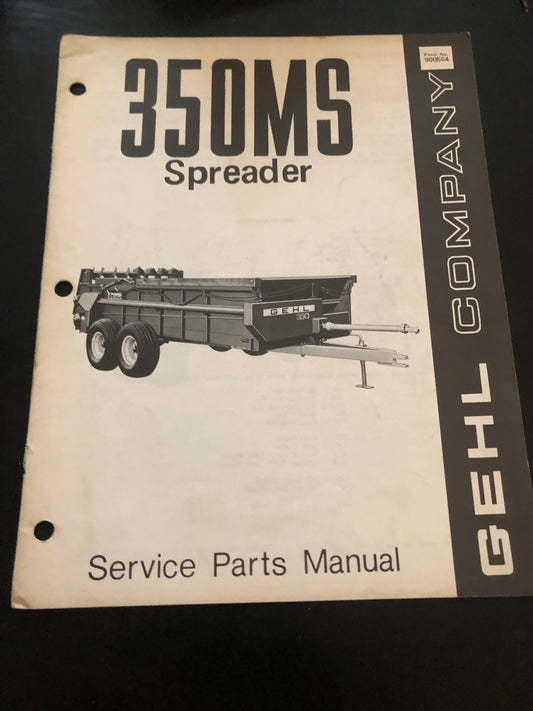 350MS
Spreader
Form No.
900554
GEHL COMPANY
GEHL
350
Service Parts Manual